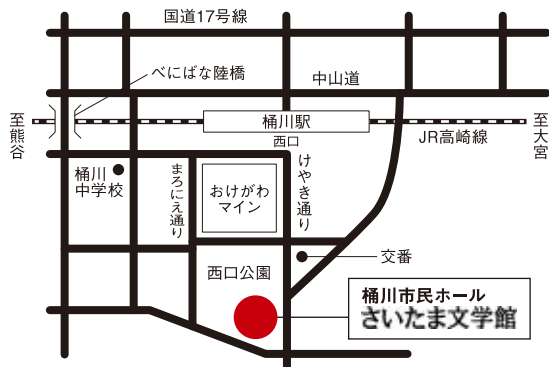 国道17号線
べにばな陸橋
中山道
至熊谷
桶川駅
至大宮
西口
JR高崎線
桶川
中学校
まろにえ通り
おけがわ
マイン
けやき通り
交番
西口公園
桶川市民ホール
さいたま文学館